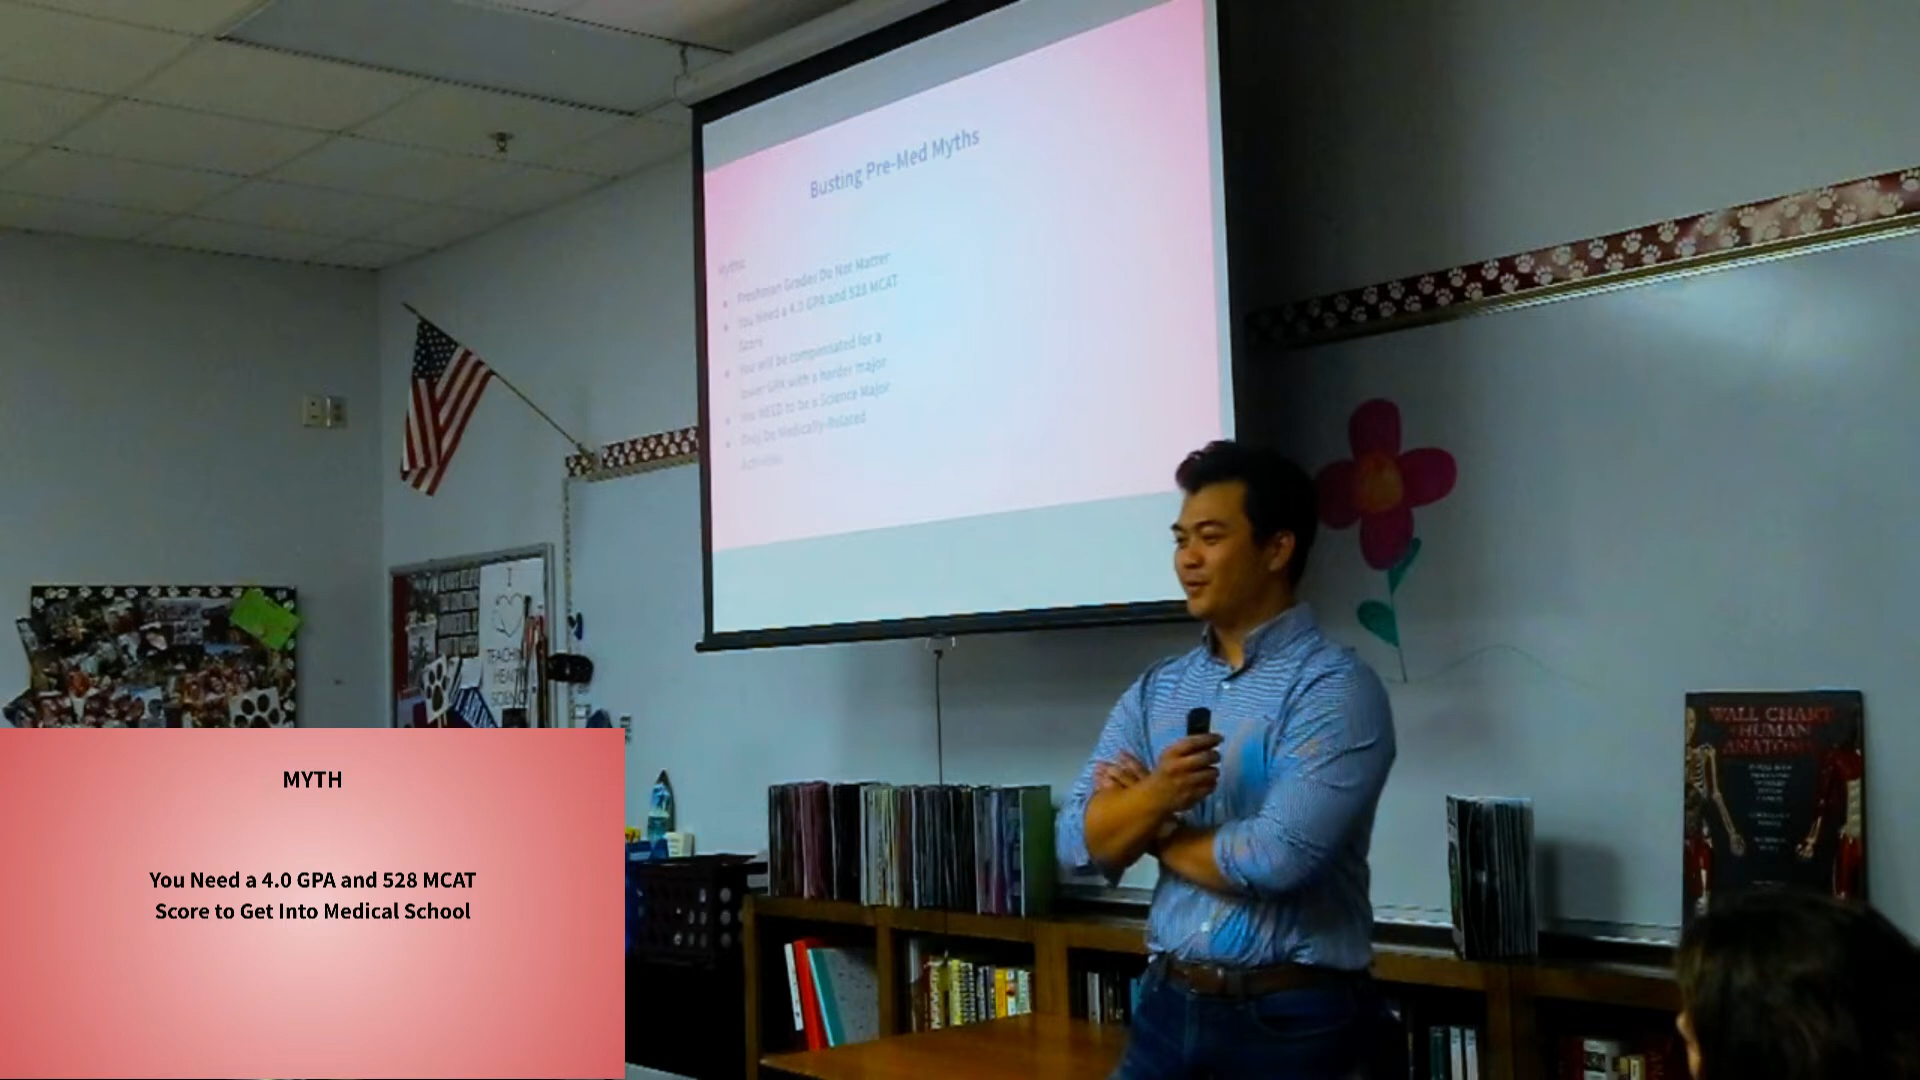 Busting Pre-Med Myths
Myths:
Freshman Grades Do Not Matter
You Need a 4.0 GPA and 528 MCAT
Score
You will be compensated for a
lower GPA with a harder major
You NEED to be a Science Major
Only Do Medically-Related
Activities
I
TEACH
HEAL
SCIENC
WALL CHART
HUMAN
ANATOMY
MYTH
You Need a 4.0 GPA and 528 MCAT
Score to Get Into Medical School